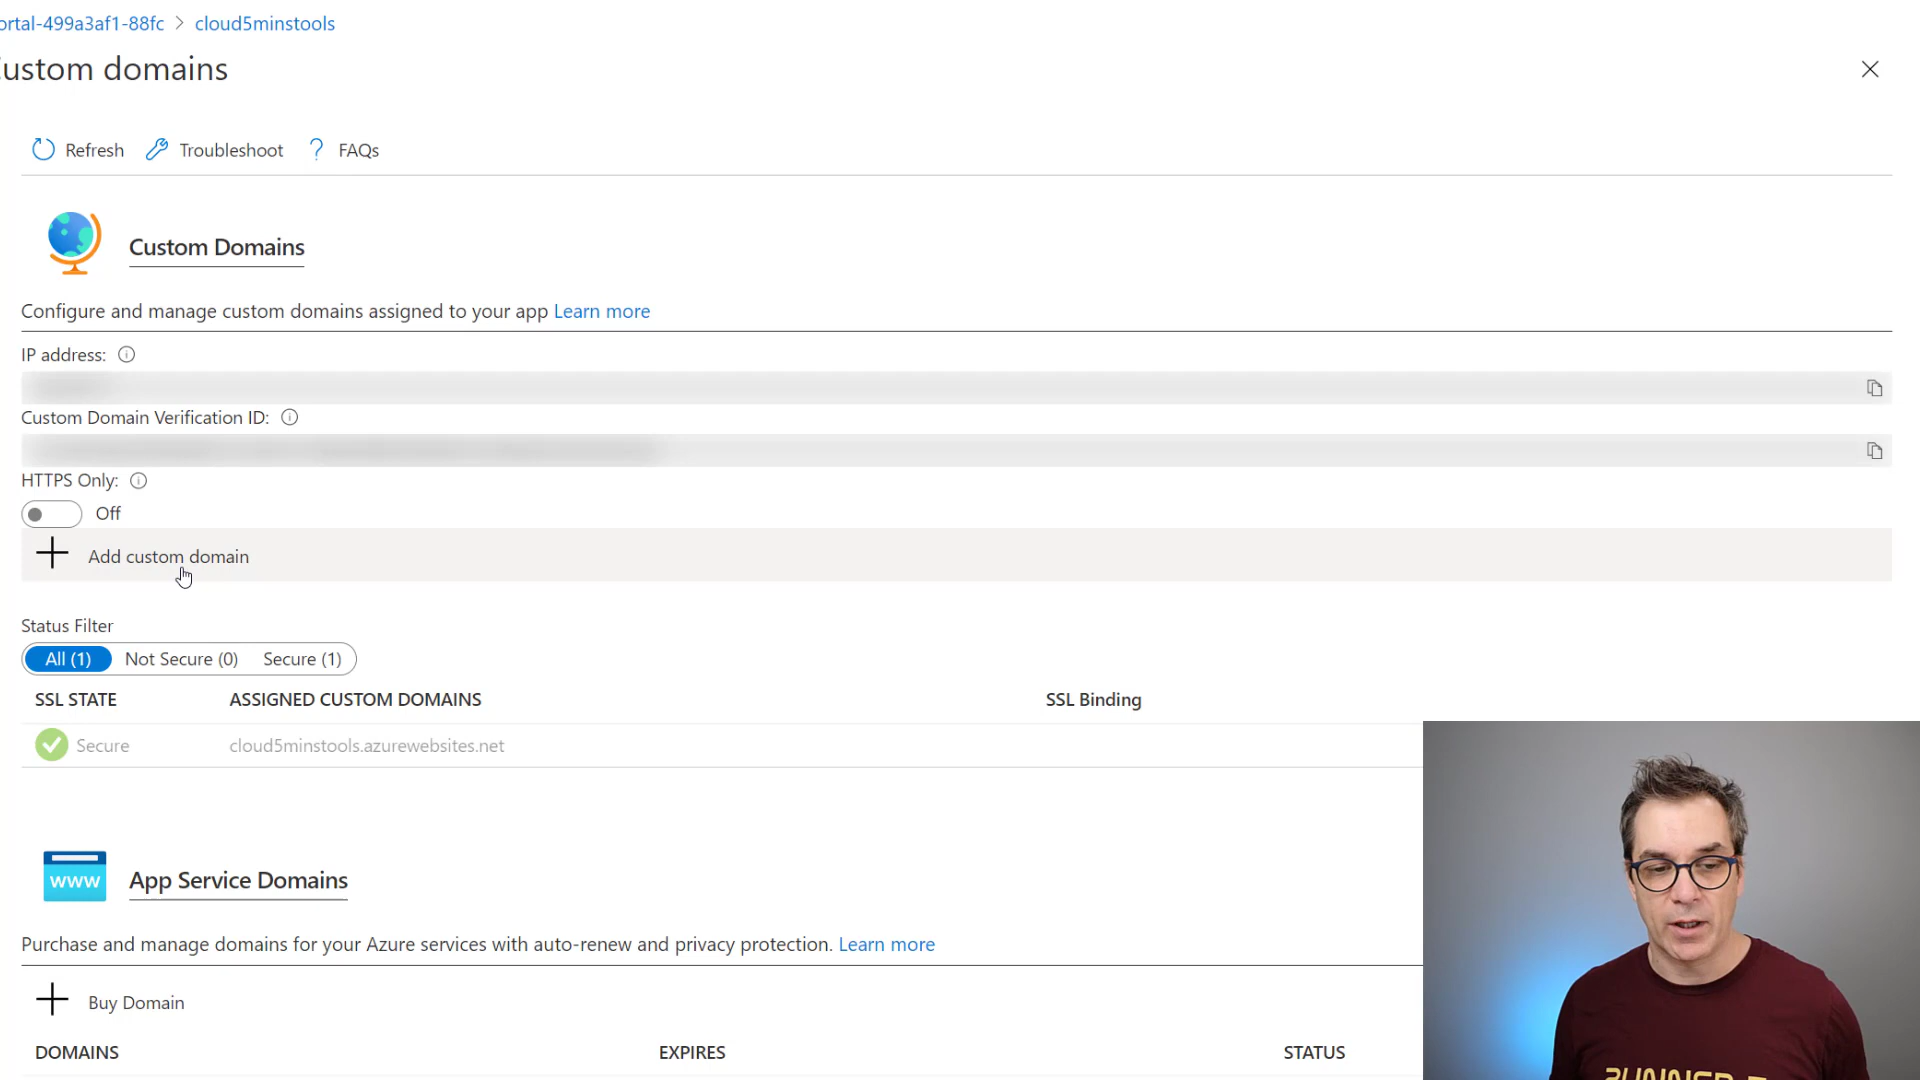 ortal-499a3af1-88fc > cloud5minstools
ustom domains
Refresh Troubleshoot ? FAQs
Custom Domains
Configure and manage custom domains assigned to your app Learn more
IP address:
Custom Domain Verification ID:
HTTPS Only:
Off
Add custom domain
Status Filter
All (1) Not Secure (0) Secure (1)
SSL STATE ASSIGNED CUSTOM DOMAINS SSL Binding
Secure cloud5minstools.azurewebsites.net
www
App Service Domains
Purchase and manage domains for your Azure services with auto-renew and privacy protection. Learn more
Buy Domain
DOMAINS EXPIRES STATUS